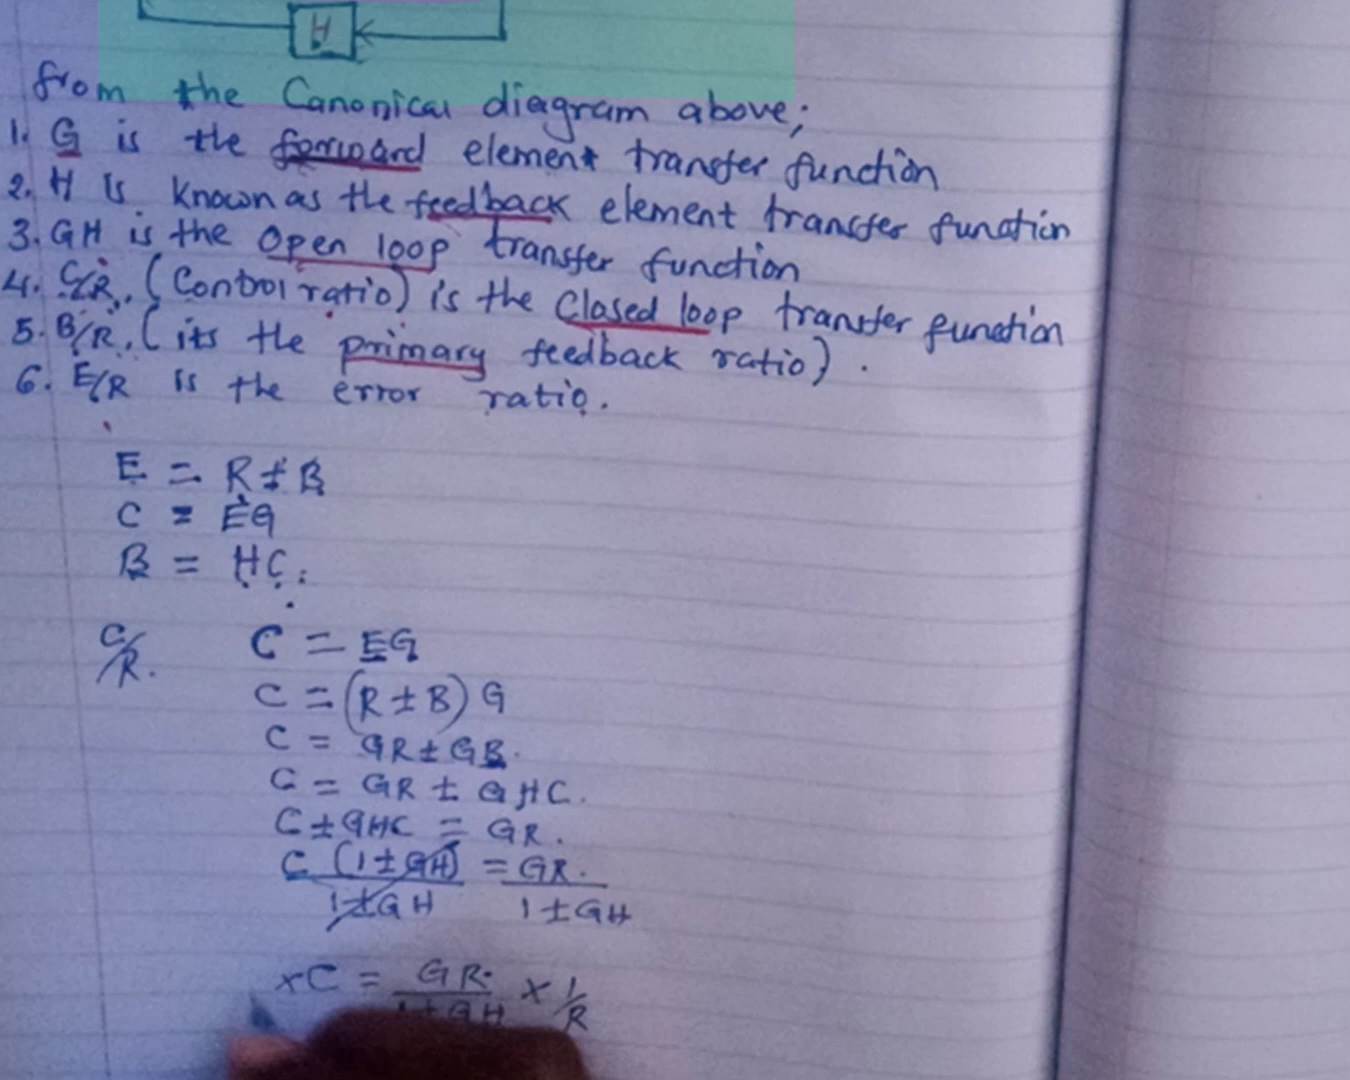 H
from the Canonical diagram above;
1. G is the forward element transfer function
2. H is known as the feedback element transfer function
3. GH is the open loop transfer function
4. C/R, (Control ratio) is the Closed loop transfer function
5. B/R, (its the primary feedback ratio).
6. E/R is the error ratio.
E = R ± B
C = EG
B = HC
C/R. C = EG
C = (R ± B) G
C = GR ± GB.
C = GR ± GHC.
C ± GHC = GR.
C (1 ± GH) = GR.
1 ± GH 1 ± GH
× C = GR × 1/R
1 ± GH